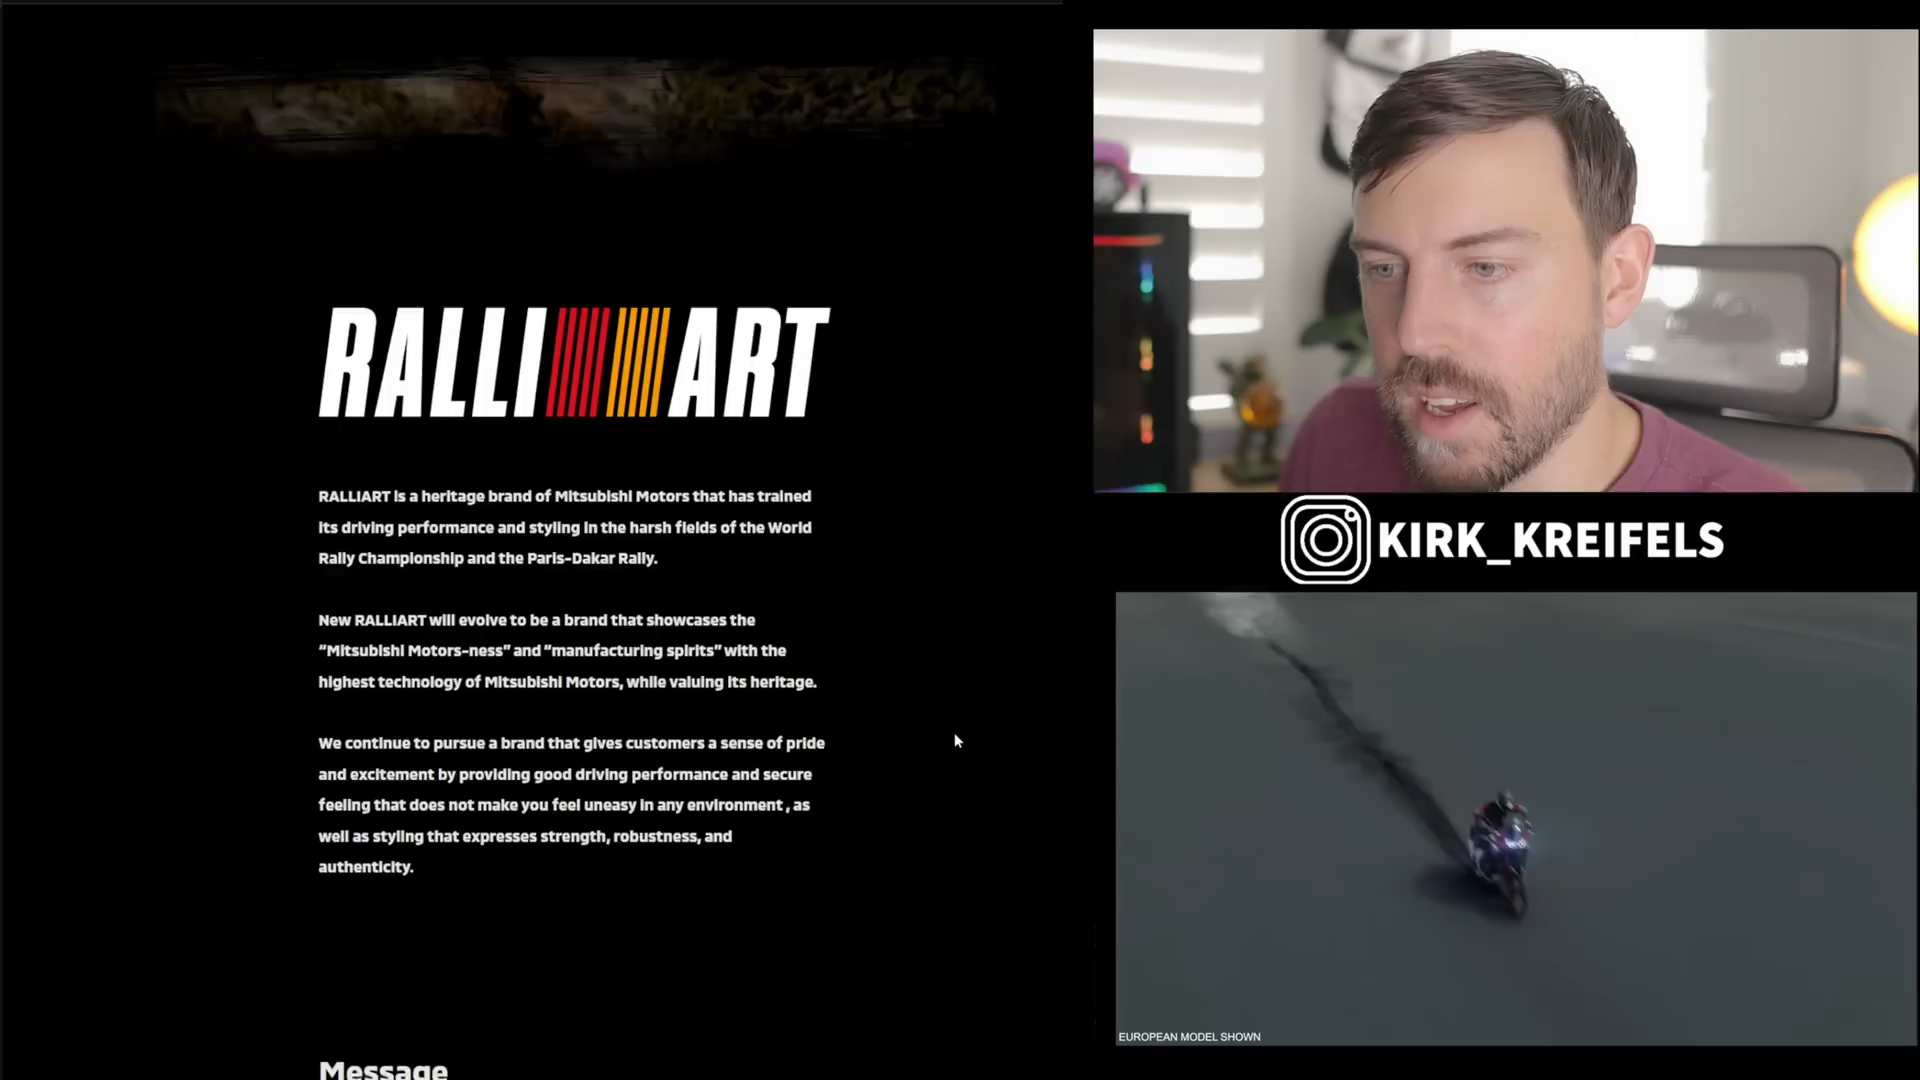 RALLIART
RALLIART is a heritage brand of Mitsubishi Motors that has trained
its driving performance and styling in the harsh fields of the World
Rally Championship and the Paris-Dakar Rally.
New RALLIART will evolve to be a brand that showcases the
“Mitsubishi Motors-ness” and “manufacturing spirits” with the
highest technology of Mitsubishi Motors, while valuing its heritage.
We continue to pursue a brand that gives customers a sense of pride
and excitement by providing good driving performance and secure
feeling that does not make you feel uneasy in any environment , as
well as styling that expresses strength, robustness, and
authenticity.
Message
KIRK_KREIFELS
EUROPEAN MODEL SHOWN